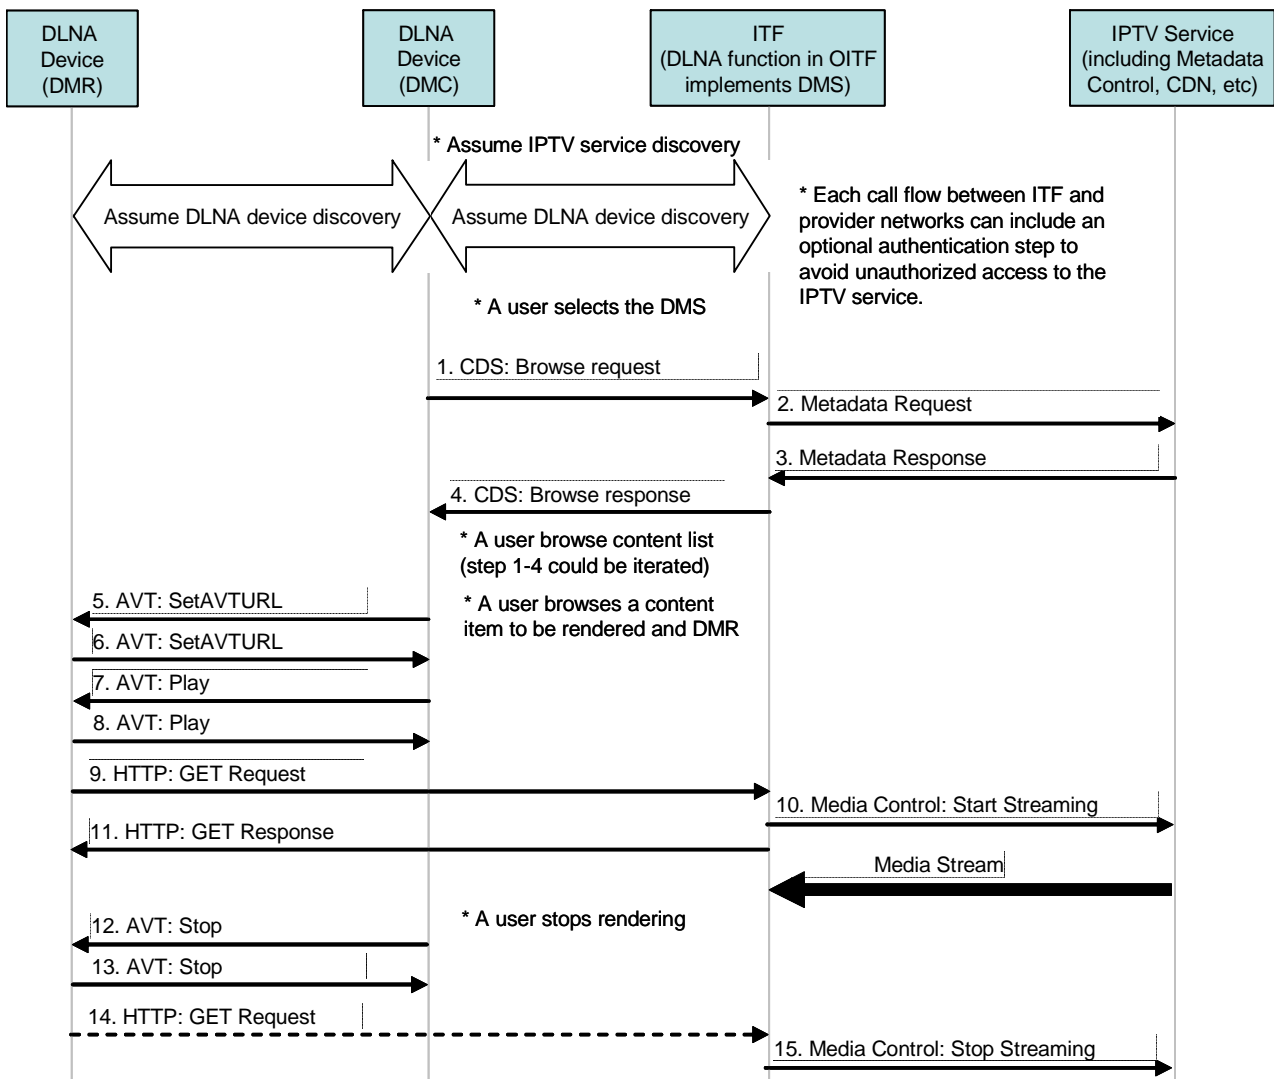 DLNA
Device
(DMR)
DLNA
Device
(DMC)
ITF
(DLNA function in OITF
implements DMS)
IPTV Service
(including Metadata
Control, CDN, etc)
* Assume IPTV service discovery
Assume DLNA device discovery
Assume DLNA device discovery
* Each call flow between ITF and
provider networks can include an
optional authentication step to
avoid unauthorized access to the
IPTV service.
* A user selects the DMS
1. CDS: Browse request
2. Metadata Request
3. Metadata Response
4. CDS: Browse response
* A user browse content list
(step 1-4 could be iterated)
5. AVT: SetAVTURL
* A user browses a content
item to be rendered and DMR
6. AVT: SetAVTURL
7. AVT: Play
8. AVT: Play
9. HTTP: GET Request
10. Media Control: Start Streaming
11. HTTP: GET Response
Media Stream
* A user stops rendering
12. AVT: Stop
13. AVT: Stop
14. HTTP: GET Request
15. Media Control: Stop Streaming